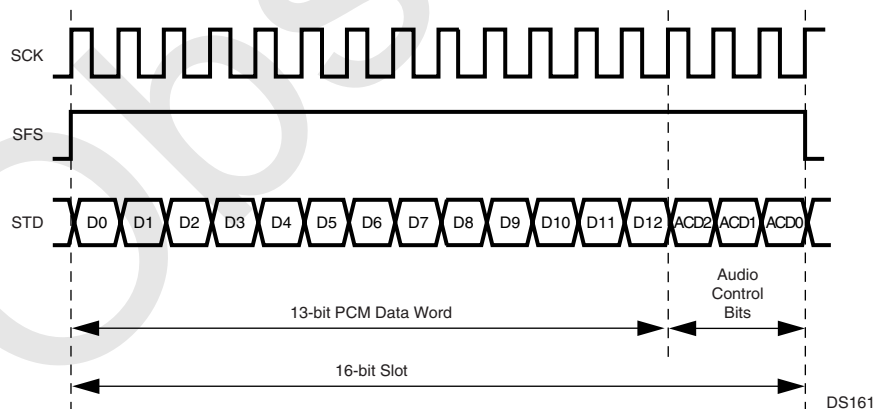 SCK
SFS
STD
D0 D1 D2 D3 D4 D5 D6 D7 D8 D9 D10 D11 D12 ACD2 ACD1 ACD0
Audio
Control
Bits
13-bit PCM Data Word
16-bit Slot
DS161
Obs